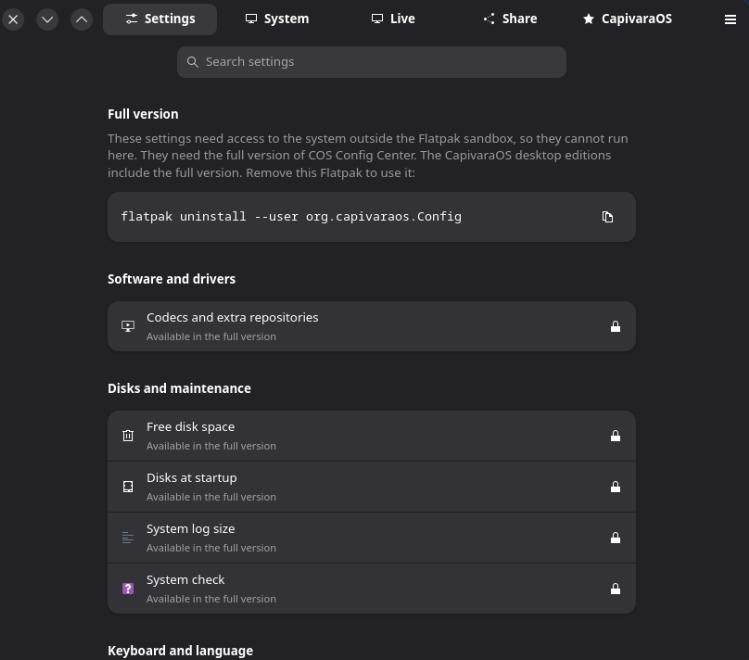 Settings
System
Live
Share
CapivaraOS
Search settings
Full version
These settings need access to the system outside the Flatpak sandbox, so they cannot run
here. They need the full version of COS Config Center. The CapivaraOS desktop editions
include the full version. Remove this Flatpak to use it:
flatpak uninstall --user org.capivaraos.Config
Software and drivers
Codecs and extra repositories
Available in the full version
Disks and maintenance
Free disk space
Available in the full version
Disks at startup
Available in the full version
System log size
Available in the full version
System check
Available in the full version
Keyboard and language